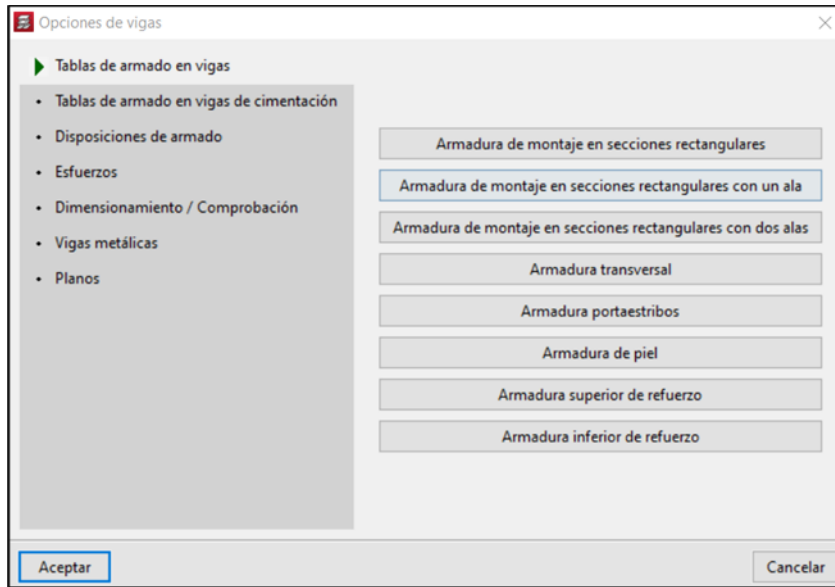 Opciones de vigas
Tablas de armado en vigas
Tablas de armado en vigas de cimentación
Disposiciones de armado
Esfuerzos
Dimensionamiento / Comprobación
Vigas metálicas
Planos
Armadura de montaje en secciones rectangulares
Armadura de montaje en secciones rectangulares con un ala
Armadura de montaje en secciones rectangulares con dos alas
Armadura transversal
Armadura portaestribos
Armadura de piel
Armadura superior de refuerzo
Armadura inferior de refuerzo
Aceptar
Cancelar